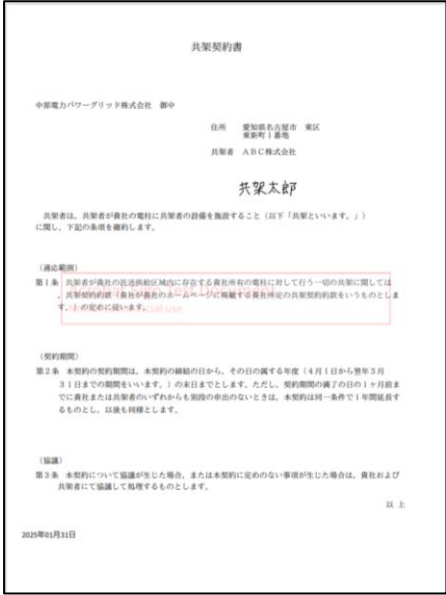 共架契約書
中部電力パワーグリッド株式会社　御中
住所　愛知県名古屋市　東区
東新町１番地
共架者　ＡＢＣ株式会社
共架太郎
共架者は、共架者が貴社の電柱に共架者の設備を施設すること（以下「共架といいます。」）
に関し、下記の条項を確約します。
（適応範囲）
第１条　共架者が貴社の託送供給区域内に存在する貴社所有の電柱に対して行う一切の共架に関しては
、共架契約約款（貴社が貴社のホームページに掲載する貴社所定の共架契約約款をいうものとしま
す。）の定めに従います。
cial use
（契約期間）
第２条　本契約の契約期間は、本契約の締結の日から、その日の属する年度（４月１日から翌年３月
３１日までの期間をいいます。）の末日までとします。ただし、契約期間の満了の日の１ヶ月前ま
でに貴社または共架者のいずれからも別段の申出のないときは、本契約は同一条件で１年間延長す
るものとし、以後も同様とします。
（協議）
第３条　本契約について協議が生じた場合、または本契約に定めのない事項が生じた場合は、貴社および
共架者にて協議して処理するものとします。
以 上
2025年01月31日